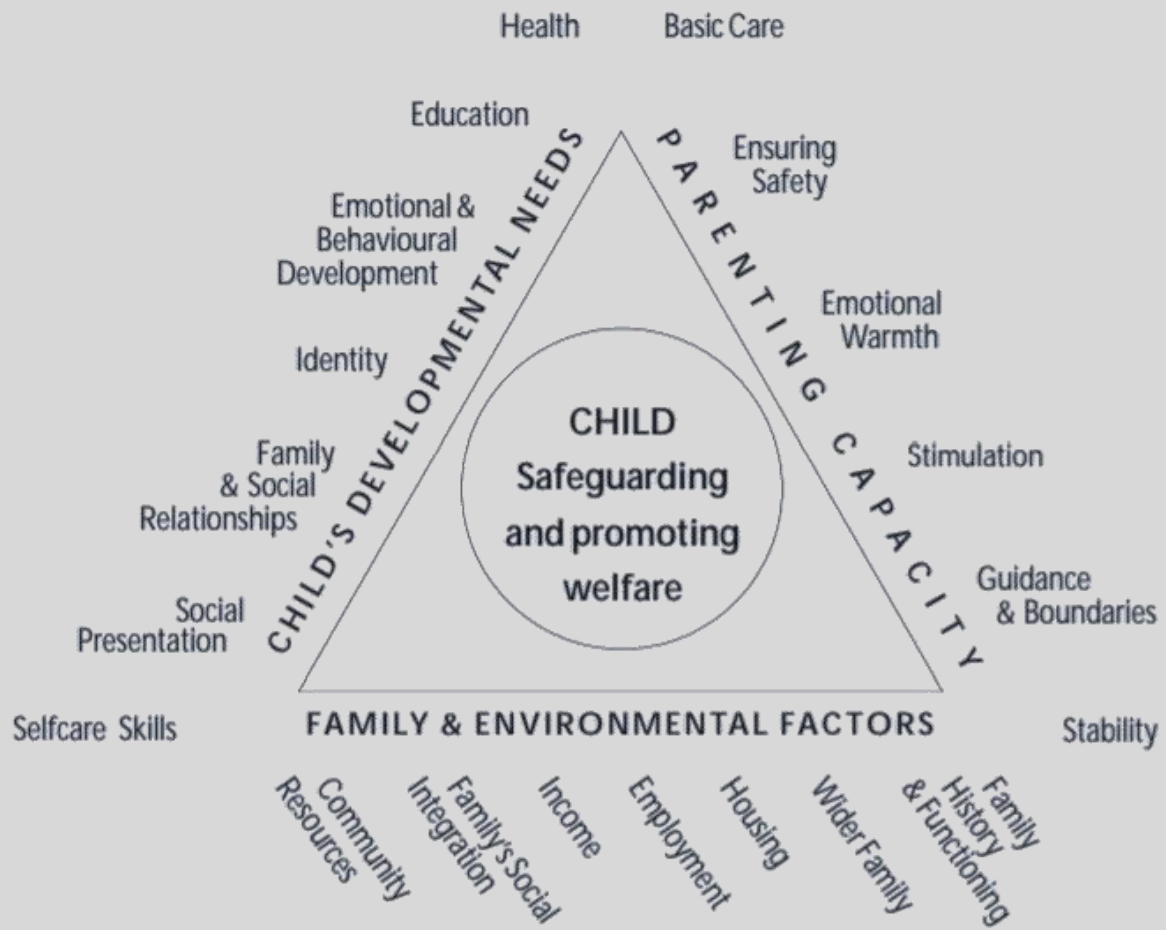 Health
Basic Care
Education
Emotional &
Behavioural
Development
Identity
Family
& Social
Relationships
Social
Presentation
Selfcare Skills
CHILD'S DEVELOPMENTAL NEEDS
PARENTING CAPACITY
Ensuring
Safety
Emotional
Warmth
Stimulation
Guidance
& Boundaries
Stability
CHILD
Safeguarding
and promoting
welfare
FAMILY & ENVIRONMENTAL FACTORS
Community
Resources
Family's Social
Integration
Income
Employment
Housing
Wider Family
Family
History
& Functioning